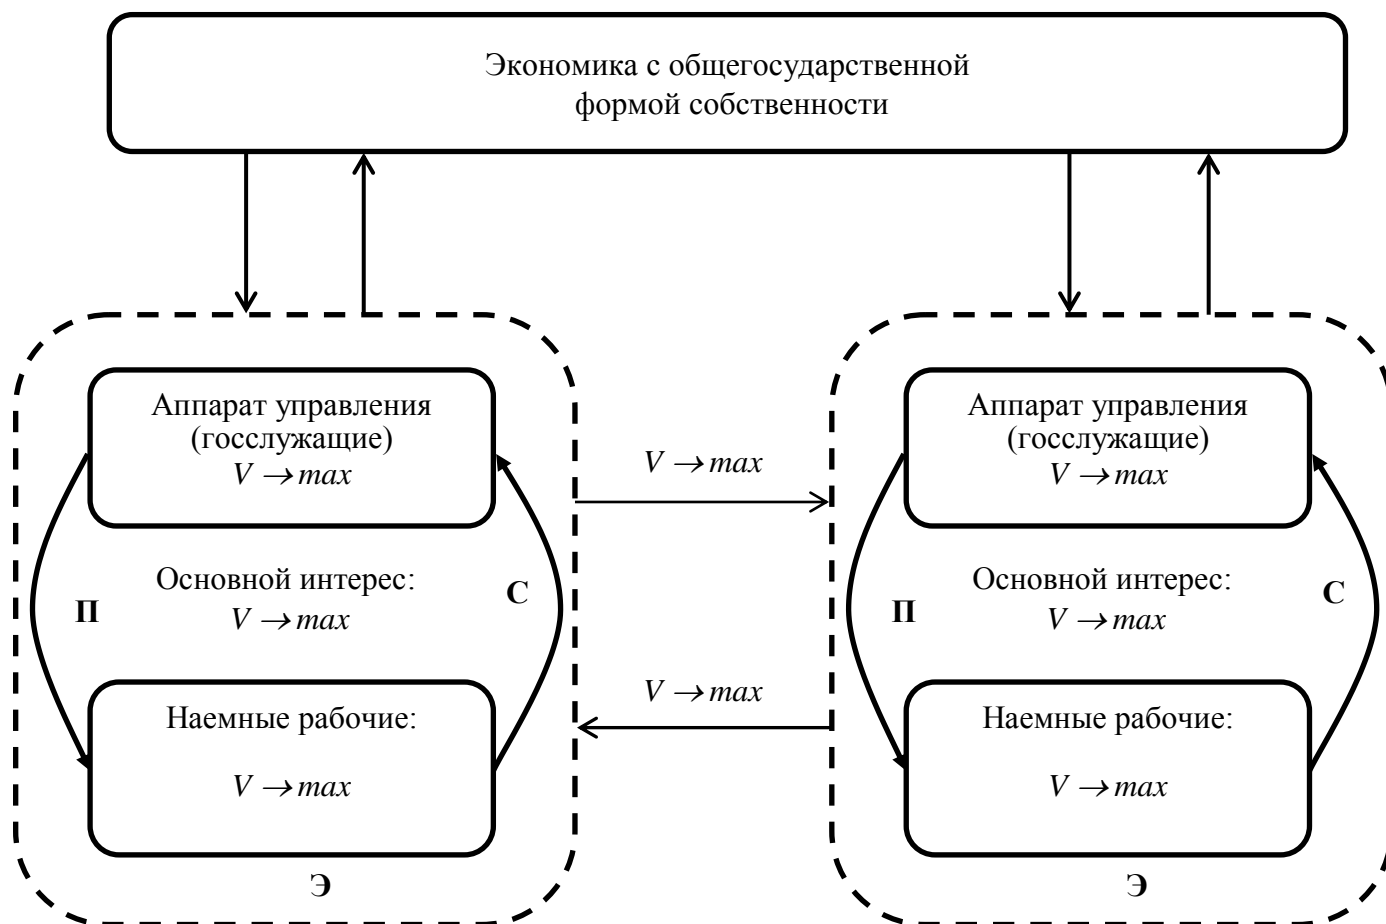 Экономика с общегосударственной
формой собственности
Аппарат управления
(госслужащие)
V → max
Основной интерес:
V → max
П
С
Наемные рабочие:
V → max
Э
V → max
V → max
Аппарат управления
(госслужащие)
V → max
Основной интерес:
V → max
П
С
Наемные рабочие:
V → max
Э